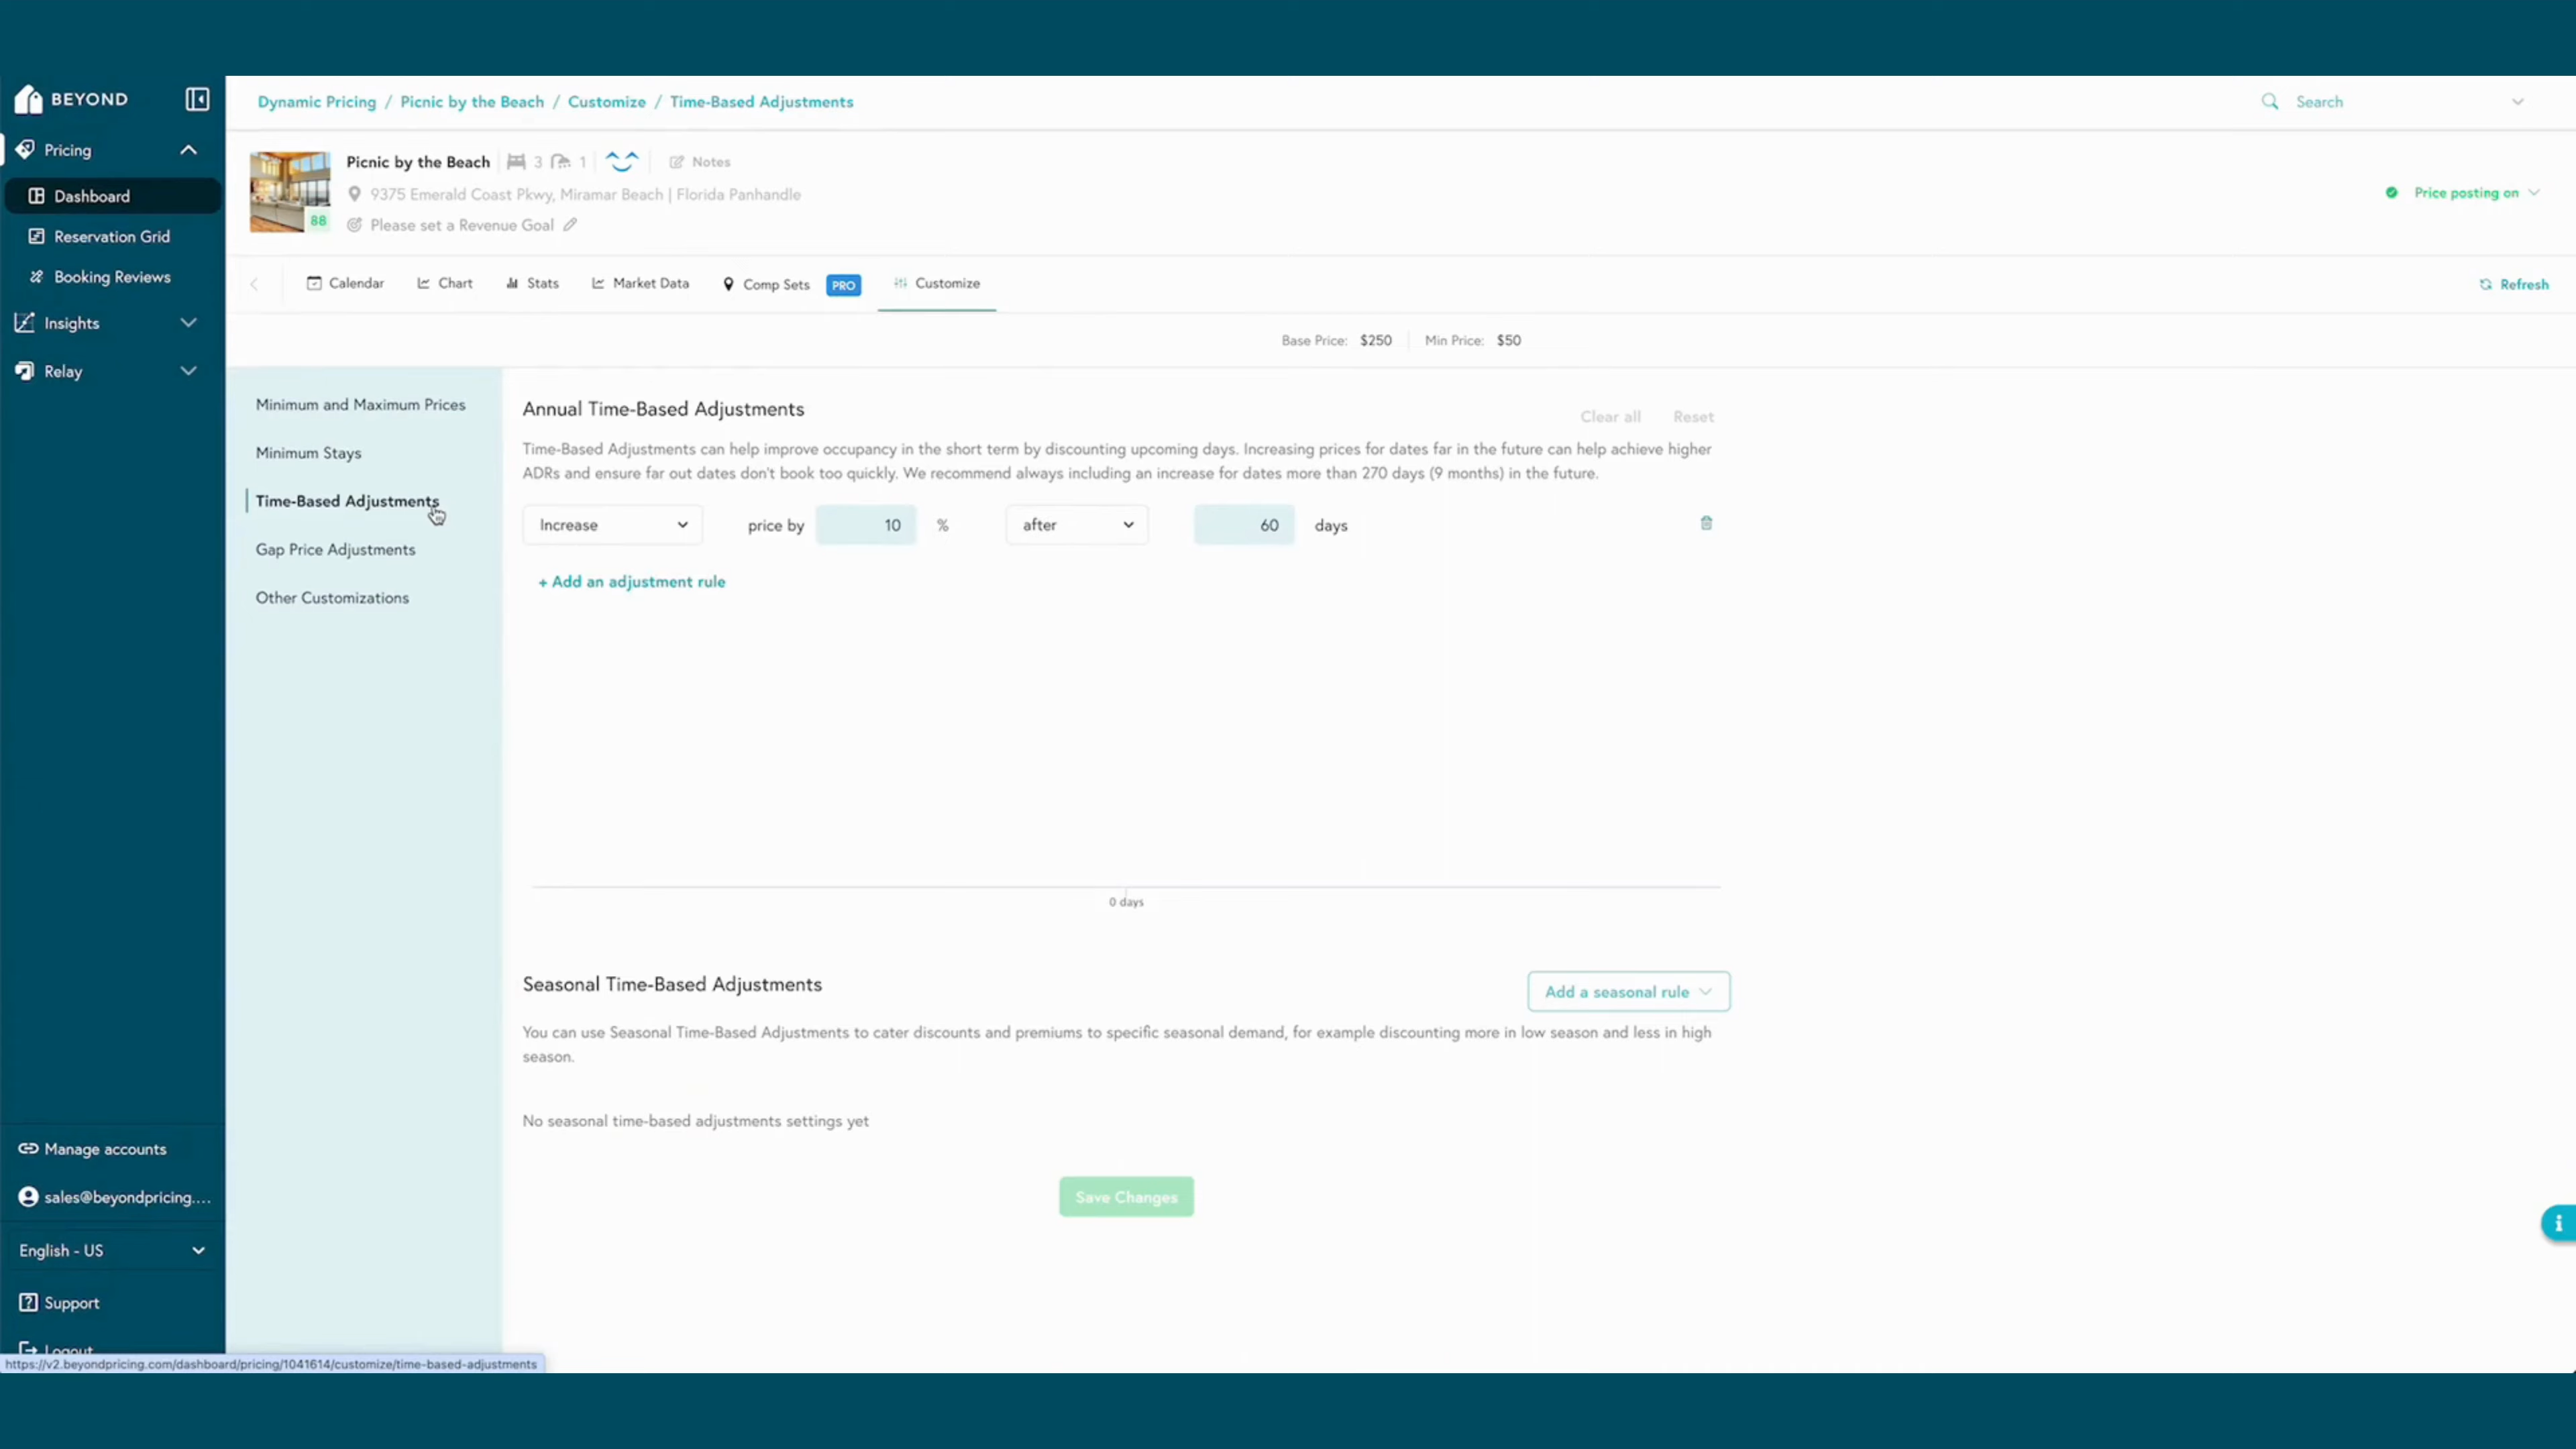 BEYOND
Pricing
Dashboard
Reservation Grid
Booking Reviews
Insights
Relay
Manage accounts
sales@beyondpricing....
English - US
Support
Logout
https://v2.beyondpricing.com/dashboard/pricing/1041614/customize/time-based-adjustments
Dynamic Pricing / Picnic by the Beach / Customize / Time-Based Adjustments
Search
Picnic by the Beach 3 1 Notes
9375 Emerald Coast Pkwy, Miramar Beach | Florida Panhandle
88
Please set a Revenue Goal
Price posting on
Calendar Chart Stats Market Data Comp Sets PRO Customize
Refresh
Base Price: $250 Min Price: $50
Minimum and Maximum Prices
Minimum Stays
Time-Based Adjustments
Gap Price Adjustments
Other Customizations
Annual Time-Based Adjustments
Clear all Reset
Time-Based Adjustments can help improve occupancy in the short term by discounting upcoming days. Increasing prices for dates far in the future can help achieve higher
ADRs and ensure far out dates don't book too quickly. We recommend always including an increase for dates more than 270 days (9 months) in the future.
Increase price by 10 % after 60 days
+ Add an adjustment rule
0 days
Seasonal Time-Based Adjustments
Add a seasonal rule
You can use Seasonal Time-Based Adjustments to cater discounts and premiums to specific seasonal demand, for example discounting more in low season and less in high
season.
No seasonal time-based adjustments settings yet
Save Changes
i